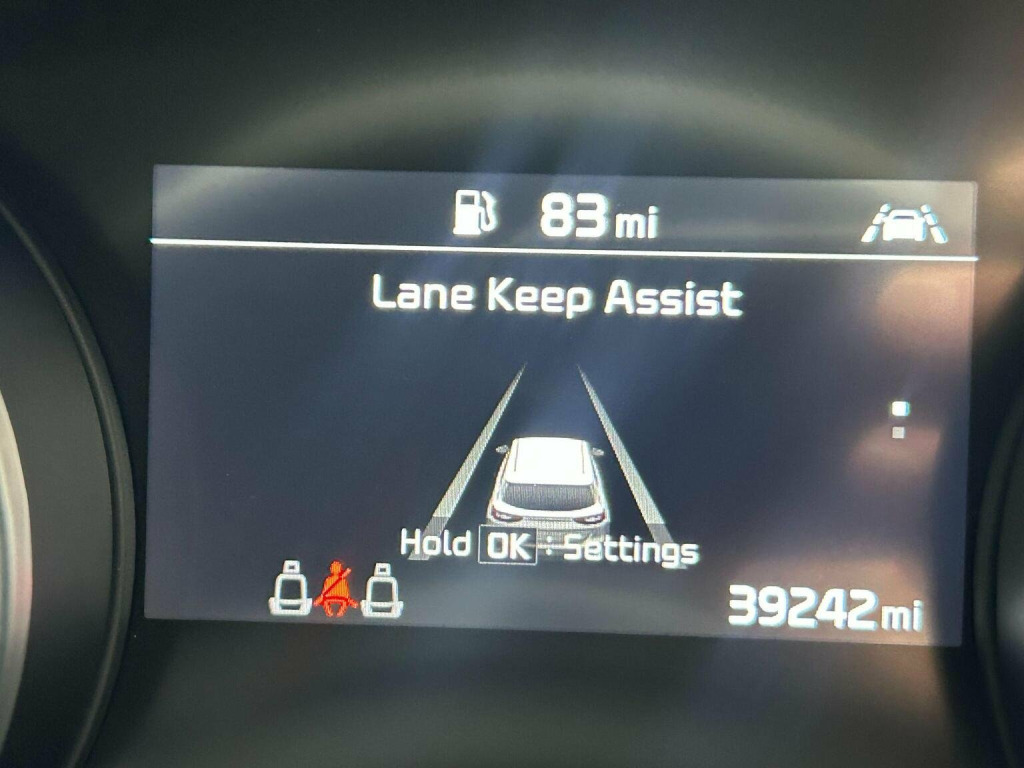 83 mi
Lane Keep Assist
Hold OK : Settings
39242 mi